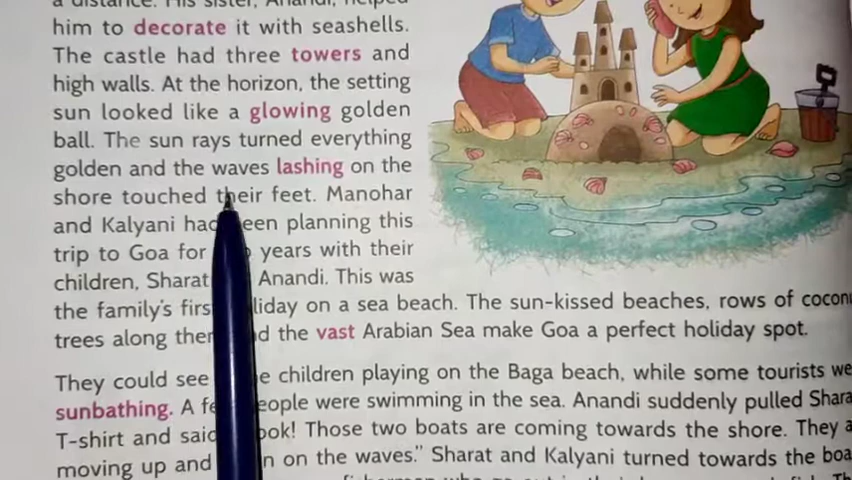 a distance. His sister, Anandi, helped
him to decorate it with seashells.
The castle had three towers and
high walls. At the horizon, the setting
sun looked like a glowing golden
ball. The sun rays turned everything
golden and the waves lashing on the
shore touched their feet. Manohar
and Kalyani had been planning this
trip to Goa for years with their
children, Sharat Anandi. This was
the family's first holiday on a sea beach. The sun-kissed beaches, rows of
trees along the vast Arabian Sea make Goa a perfect holiday spot.
They could see children playing on the Baga beach, while some tourists
sunbathing. A few people were swimming in the sea. Anandi suddenly pulled
T-shirt and said Look! Those two boats are coming towards the shore. They
moving up and on the waves." Sharat and Kalyani turned towards the